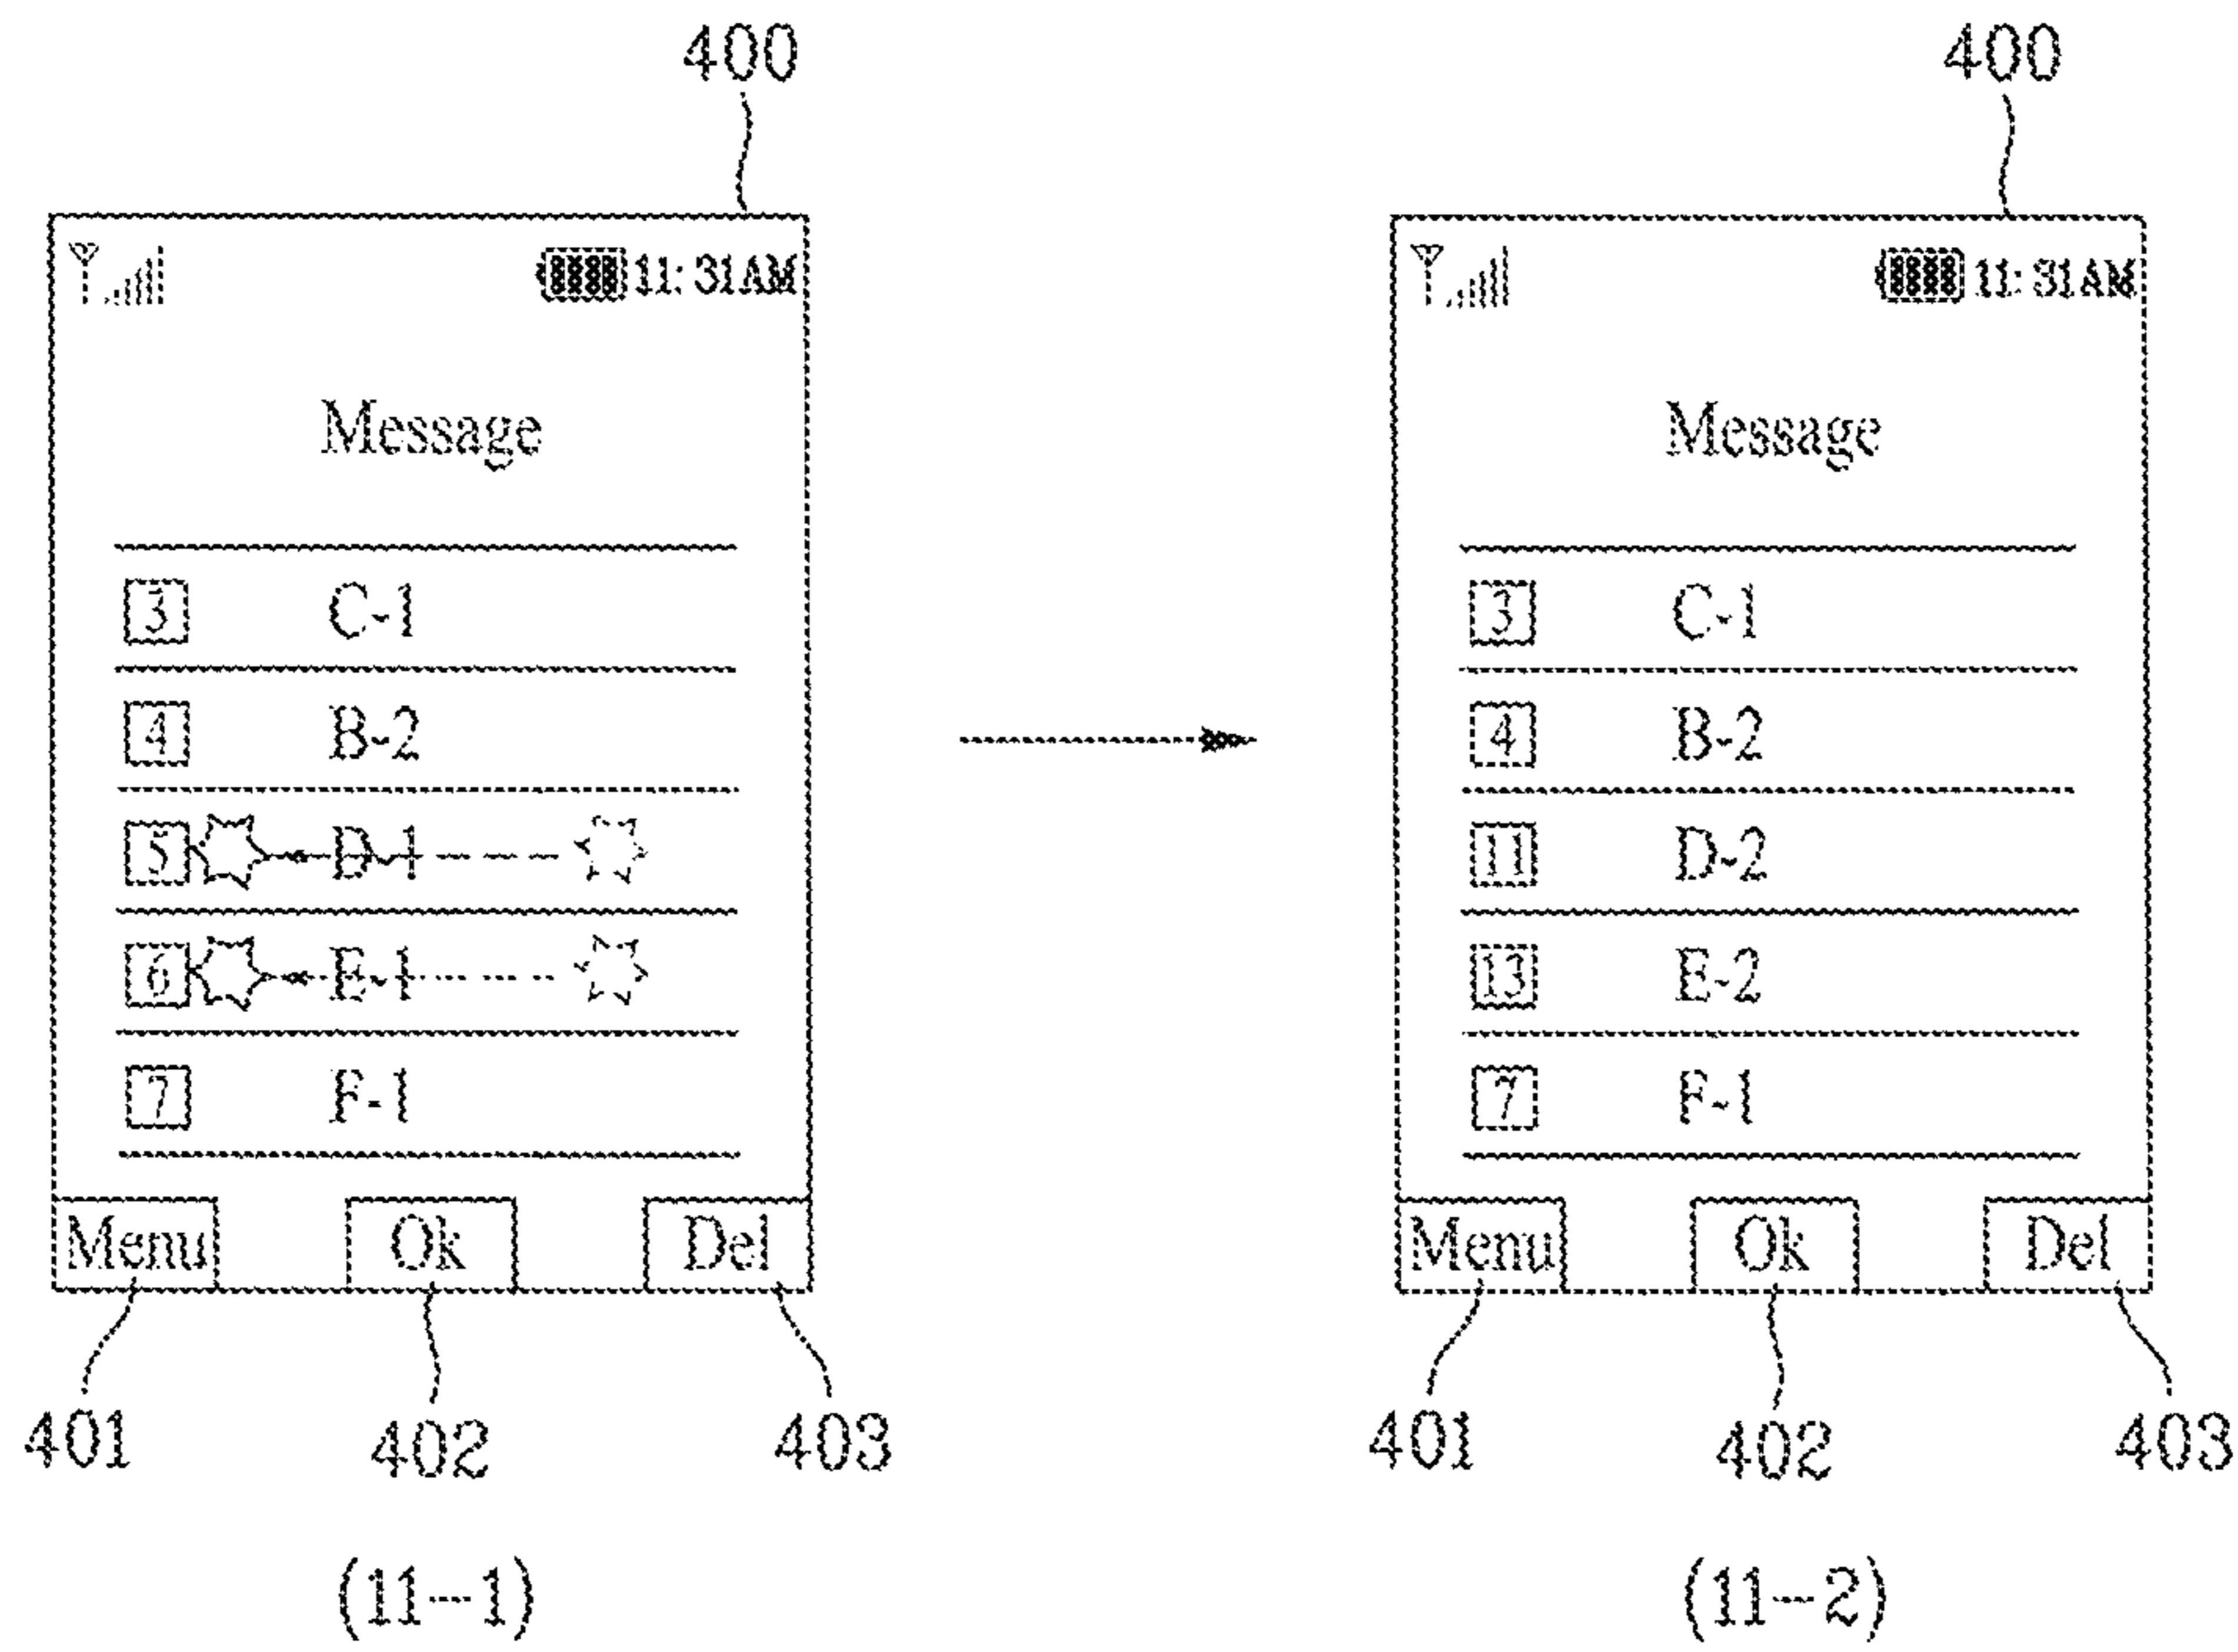 400
11:31AM
Message
3 C-1
4 B-2
5 D-1
6 E-1
7 F-1
Menu Ok Del
401 402 403
(11-1)
400
11:31AM
Message
3 C-1
4 B-2
11 D-2
13 E-2
7 F-1
Menu Ok Del
401 402 403
(11-2)